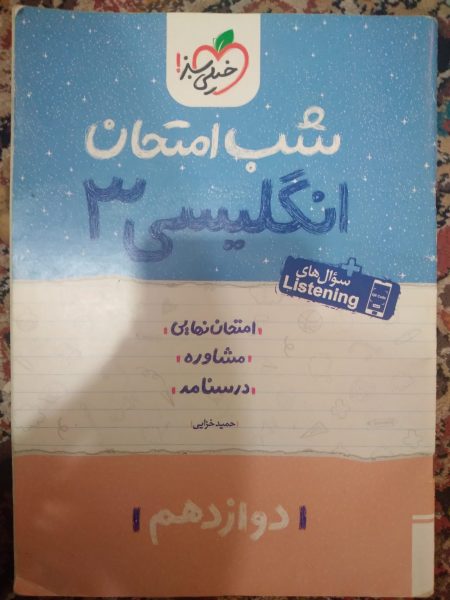 خیلی سبز!
شب امتحان
انگلیسی ۳
+ سؤال‌های
Listening
امتحان نهایی
مشاوره
درسنامه
(حمید خزایی)
دوازدهم